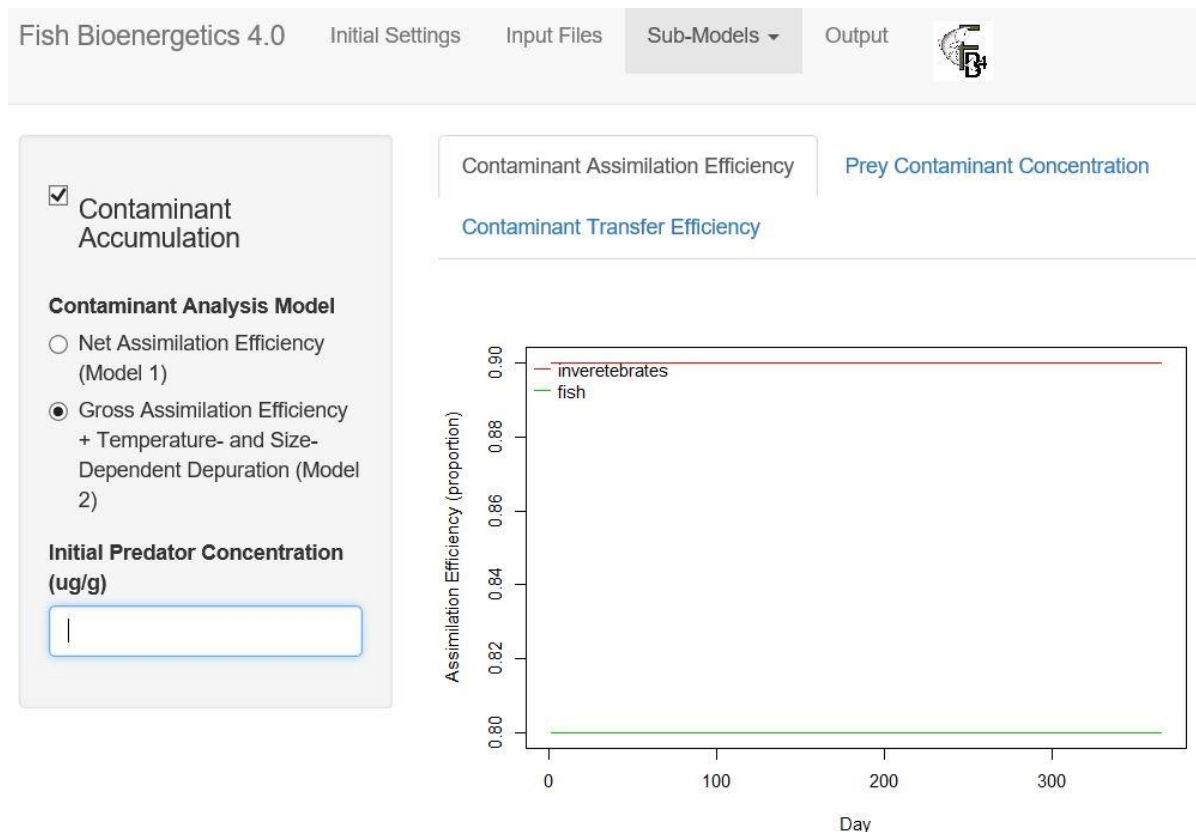 Fish Bioenergetics 4.0 Initial Settings Input Files Sub-Models Output
FB4
Contaminant
Accumulation
Contaminant Analysis Model
Net Assimilation Efficiency
(Model 1)
Gross Assimilation Efficiency
+ Temperature- and Size-
Dependent Depuration (Model
2)
Initial Predator Concentration
(ug/g)
Contaminant Assimilation Efficiency Prey Contaminant Concentration
Contaminant Transfer Efficiency
inveretebrates
fish
Assimilation Efficiency (proportion)
0.90
0.88
0.86
0.84
0.82
0.80
0 100 200 300
Day